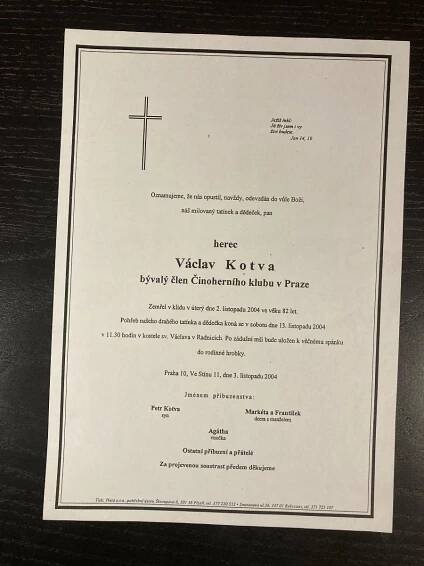 Ježíš řekl:
Já živ jsem i vy
živi budete.
Jan 14, 19
Oznamujeme, že nás opustil, navždy, odevzdán do vůle Boží,
náš milovaný tatínek a dědeček, pan
herec
Václav Kotva
bývalý člen Činoherního klubu v Praze
Zemřel v klidu v úterý dne 2. listopadu 2004 ve věku 82 let.
Pohřeb našeho drahého tatínka a dědečka koná se v sobotu dne 13. listopadu 2004
v 11.30 hodin v kostele sv. Václava v Radnicích. Po zádušní mši bude uložen k věčnému spánku
do rodinné hrobky.
Praha 10, Ve Stínu 11, dne 3. listopadu 2004
Jménem příbuzenstva:
Petr Kotva
syn
Markéta a František
dcera s manželem
Agátha
vnučka
Ostatní příbuzní a přátelé
Za projevenou soustrast předem děkujeme